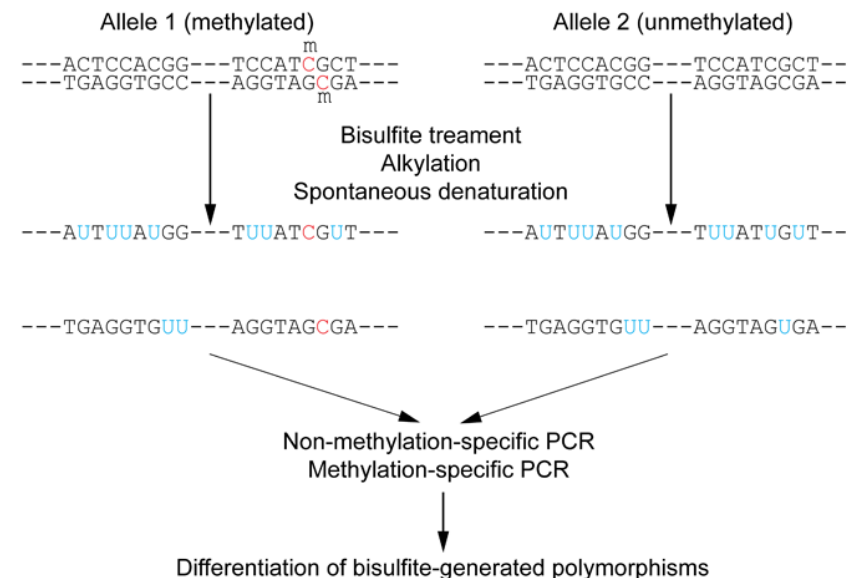 Allele 1 (methylated)
Allele 2 (unmethylated)
m
---ACTCCACGG---TCCATCGCT---
---TGAGGTGCC---AGGTAGCGA---
m
---ACTCCACGG---TCCATCGCT--
---TGAGGTGCC---AGGTAGCGA--
Bisulfite treament
Alkylation
Spontaneous denaturation
---AUTUUAUGG---TUUATCGUT---
---AUTUUAUGG---TUUATUGUT--
---TGAGGTGUU---AGGTAGCGA---
---TGAGGTGUU---AGGTAGUGA--
Non-methylation-specific PCR
Methylation-specific PCR
Differentiation of bisulfite-generated polymorphisms